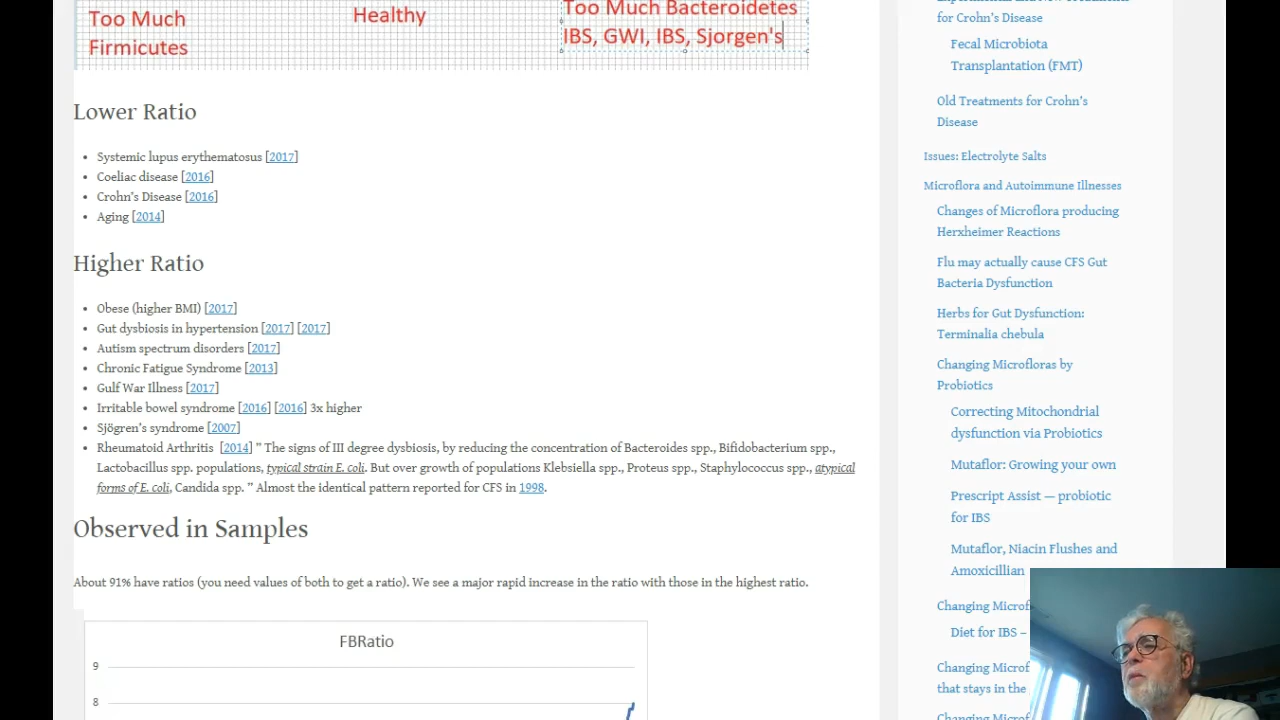 Too Much
Firmicutes
Healthy
Too Much Bacteroidetes
IBS, GWI, IBS, Sjorgen's
Lower Ratio
• Systemic lupus erythematosus [2017]
• Coeliac disease [2016]
• Crohn's Disease [2016]
• Aging [2014]
Higher Ratio
• Obese (higher BMI) [2017]
• Gut dysbiosis in hypertension [2017] [2017]
• Autism spectrum disorders [2017]
• Chronic Fatigue Syndrome [2013]
• Gulf War Illness [2017]
• Irritable bowel syndrome [2016] [2016] 3x higher
• Sjögren's syndrome [2007]
• Rheumatoid Arthritis [2014] " The signs of III degree dysbiosis, by reducing the concentration of Bacteroides spp., Bifidobacterium spp.,
Lactobacillus spp. populations, typical strain E. coli. But over growth of populations Klebsiella spp., Proteus spp., Staphylococcus spp., atypical
forms of E. coli, Candida spp. " Almost the identical pattern reported for CFS in 1998.
Observed in Samples
About 91% have ratios (you need values of both to get a ratio). We see a major rapid increase in the ratio with those in the highest ratio.
FBRatio
9
8
for Crohn's Disease
Fecal Microbiota
Transplantation (FMT)
Old Treatments for Crohn's
Disease
Issues: Electrolyte Salts
Microflora and Autoimmune Illnesses
Changes of Microflora producing
Herxheimer Reactions
Flu may actually cause CFS Gut
Bacteria Dysfunction
Herbs for Gut Dysfunction:
Terminalia chebula
Changing Microfloras by
Probiotics
Correcting Mitochondrial
dysfunction via Probiotics
Mutaflor: Growing your own
Prescript Assist — probiotic
for IBS
Mutaflor, Niacin Flushes and
Amoxicillian
Changing Microf
Diet for IBS –
Changing Microf
that stays in the
Changing Microf